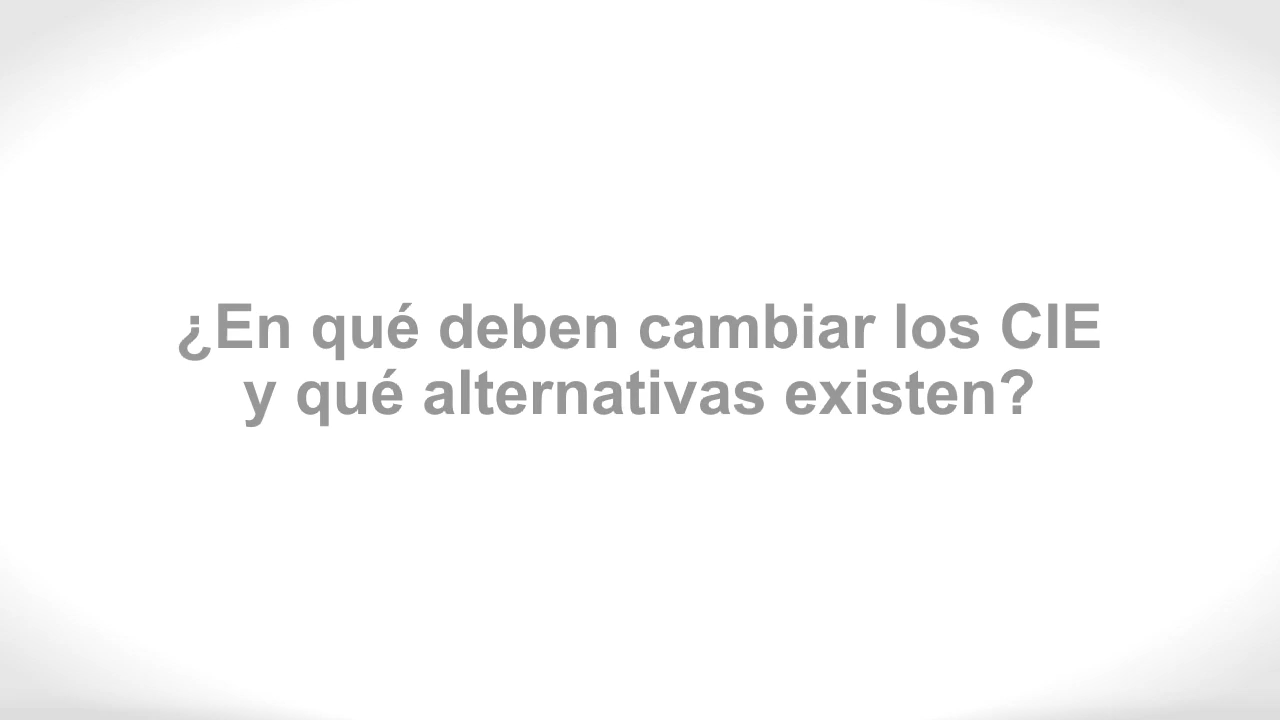 ¿En qué deben cambiar los CIE
y qué alternativas existen?